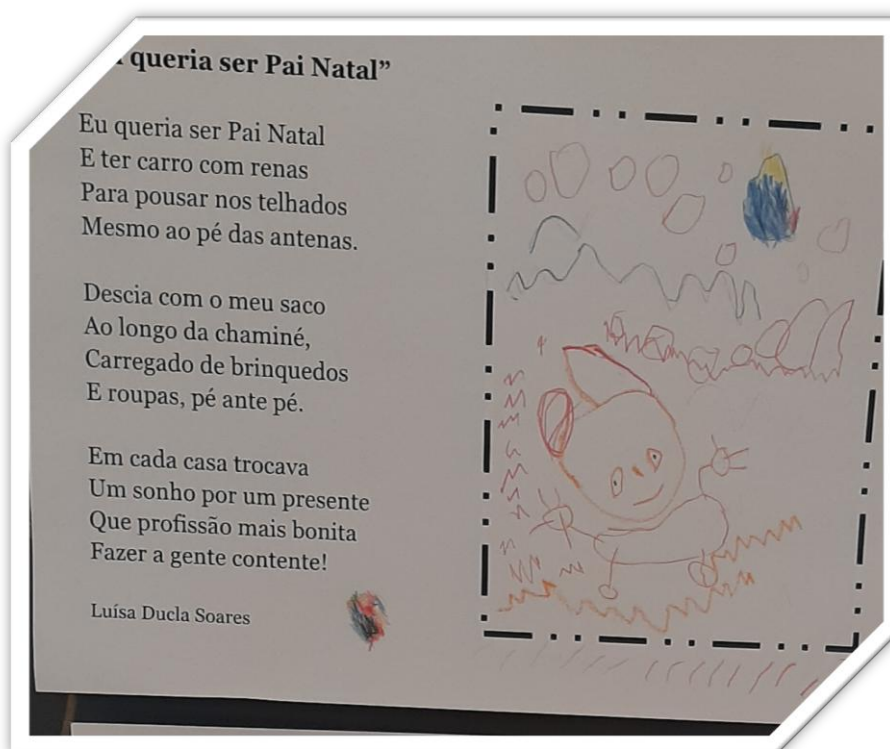 queria ser Pai Natal”
Eu queria ser Pai Natal
E ter carro com renas
Para pousar nos telhados
Mesmo ao pé das antenas.
Descia com o meu saco
Ao longo da chaminé,
Carregado de brinquedos
E roupas, pé ante pé.
Em cada casa trocava
Um sonho por um presente
Que profissão mais bonita
Fazer a gente contente!
Luísa Ducla Soares